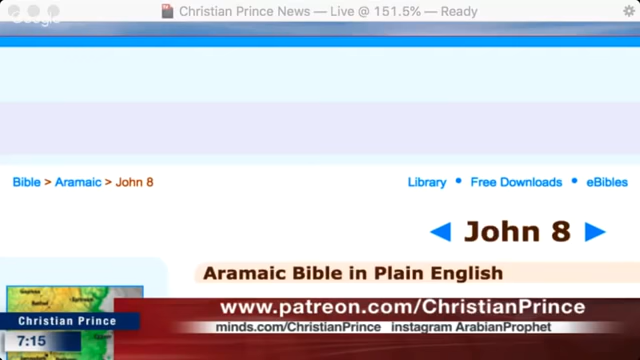 Christian Prince News — Live @ 151.5% — Ready
Google
Bible > Aramaic > John 8
Library • Free Downloads • eBibles
◄ John 8 ►
Aramaic Bible in Plain English
www.patreon.com/ChristianPrince
Christian Prince
minds.com/ChristianPrince instagram ArabianProphet
7:15